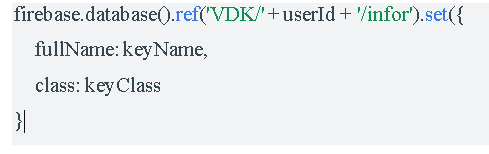 firebase.database().ref('VDK/' + userId + '/infor').set({
fullName: keyName,
class: keyClass
}